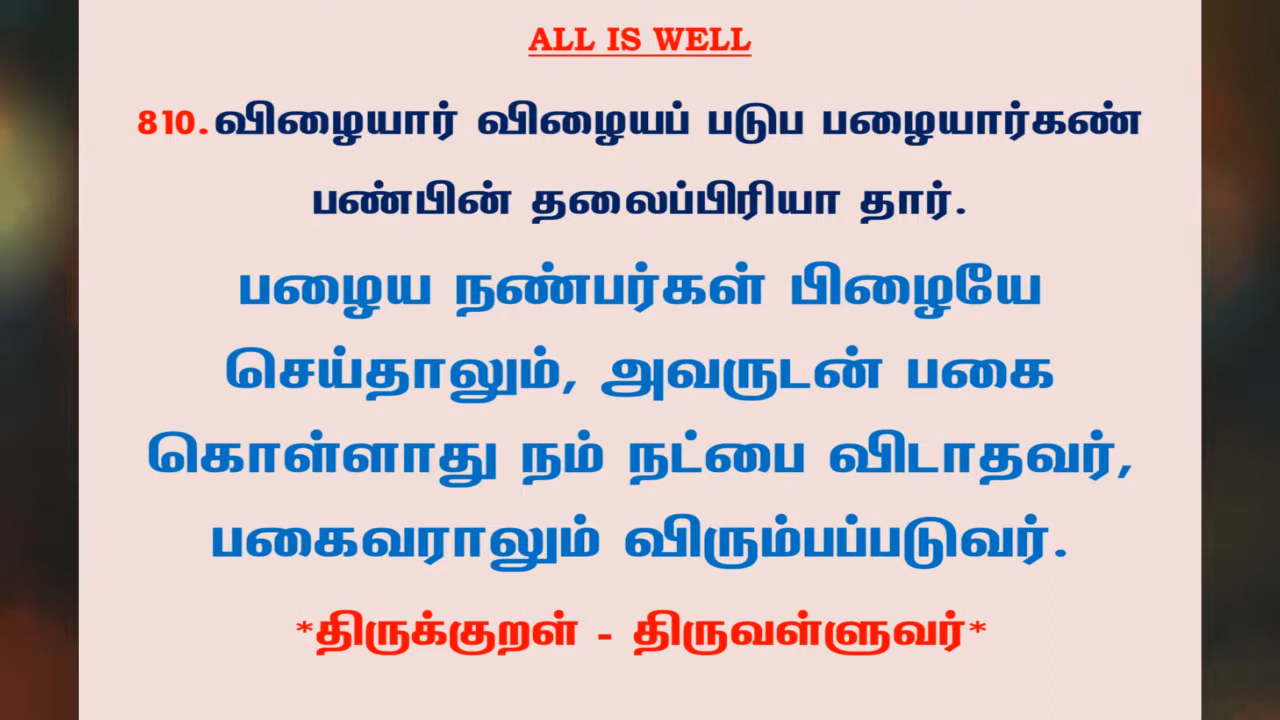 ALL IS WELL
810.விழையார் விழையப் படுப பழையார்கண்
பண்பின் தலைப்பிரியா தார்.
பழைய நண்பர்கள் பிழையே
செய்தாலும், அவருடன் பகை
கொள்ளாது நம் நட்பை விடாதவர்,
பகைவராலும் விரும்பப்படுவர்.
*திருக்குறள் - திருவள்ளுவர்*